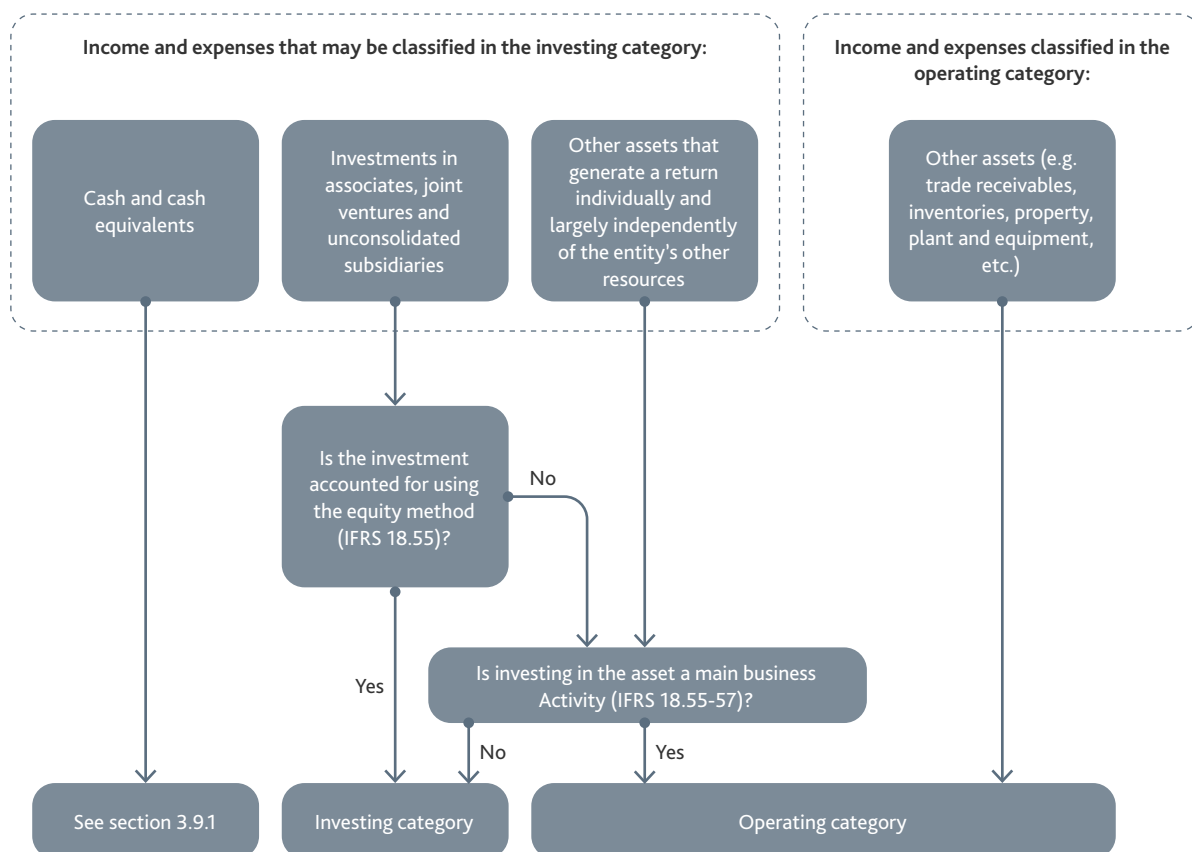 Income and expenses that may be classified in the investing category:
Income and expenses classified in the
operating category:
Cash and cash
equivalents
Investments in
associates, joint
ventures and
unconsolidated
subsidiaries
Other assets that
generate a return
individually and
largely independently
of the entity's other
resources
Other assets (e.g.
trade receivables,
inventories, property,
plant and equipment,
etc.)
Is the investment
accounted for using
the equity method
(IFRS 18.55)?
No
Yes
Is investing in the asset a main business
Activity (IFRS 18.55-57)?
No
Yes
See section 3.9.1
Investing category
Operating category